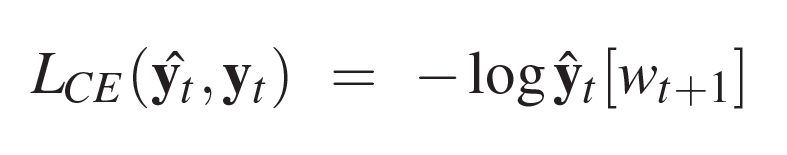 L_{CE}(ŷ_t, y_t) = −log ŷ_t[w_{t+1}]